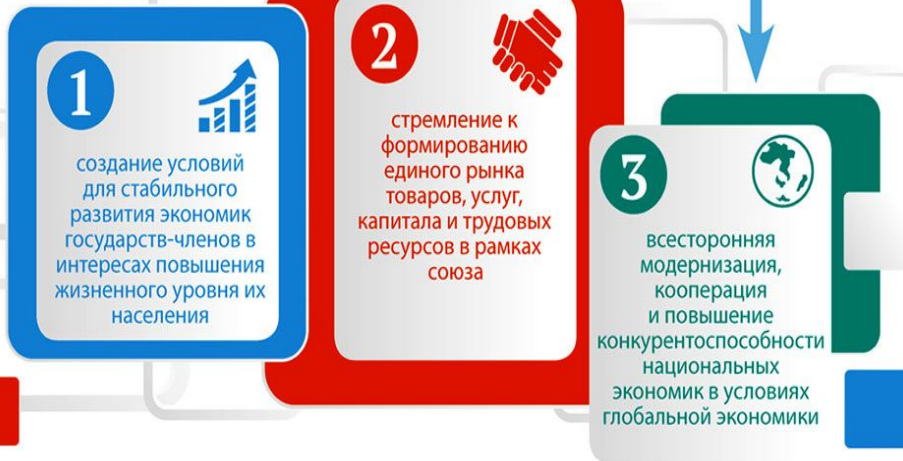 1
создание условий
для стабильного
развития экономик
государств-членов в
интересах повышения
жизненного уровня их
населения
2
стремление к
формированию
единого рынка
товаров, услуг,
капитала и трудовых
ресурсов в рамках
союза
3
всесторонняя
модернизация,
кооперация
и повышение
конкурентоспособности
национальных
экономик в условиях
глобальной экономики